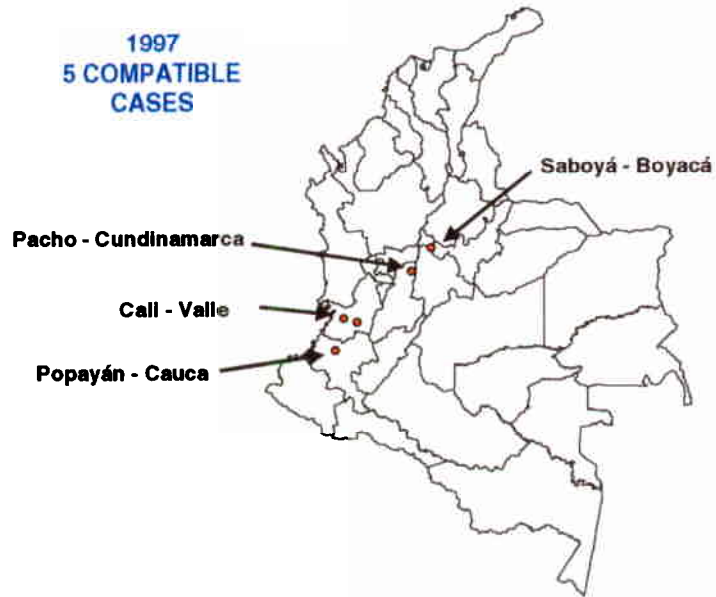 1997
5 COMPATIBLE
CASES
Saboyá - Boyacá
Pacho - Cundinamarca
Cali - Valle
Popayán - Cauca